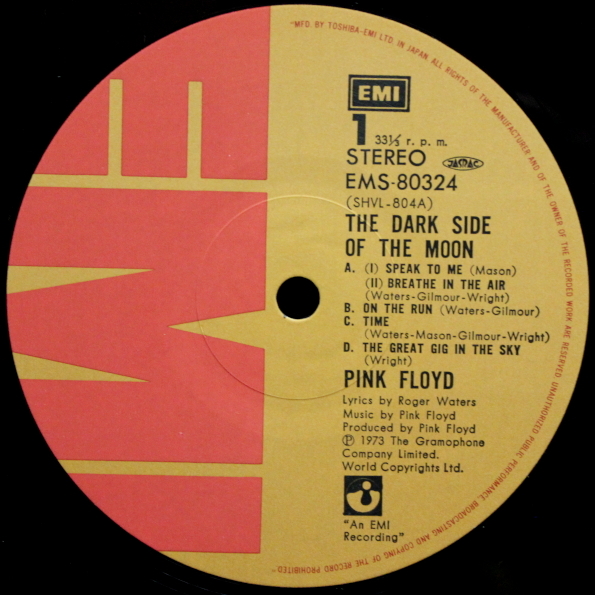 "MFD. BY TOSHIBA-EMI LTD. IN JAPAN ALL RIGHTS OF THE MANUFACTURER AND OF THE OWNER OF THE RECORDED WORK ARE RESERVED UNAUTHORIZED PUBLIC PERFORMANCE, BROADCASTING AND COPYING OF THE RECORD PROHIBITED"
EMI
EMI
1 33⅓ r. p. m.
STEREO JASRAC
EMS-80324
(SHVL-804A)
THE DARK SIDE
OF THE MOON
A. (I) SPEAK TO ME (Mason)
(II) BREATHE IN THE AIR
(Waters-Gilmour-Wright)
B. ON THE RUN (Waters-Gilmour)
C. TIME
(Waters-Mason-Gilmour-Wright)
D. THE GREAT GIG IN THE SKY
(Wright)
PINK FLOYD
Lyrics by Roger Waters
Music by Pink Floyd
Produced by Pink Floyd
Ⓟ 1973 The Gramophone
Company Limited.
World Copyrights Ltd.
"An EMI
Recording"